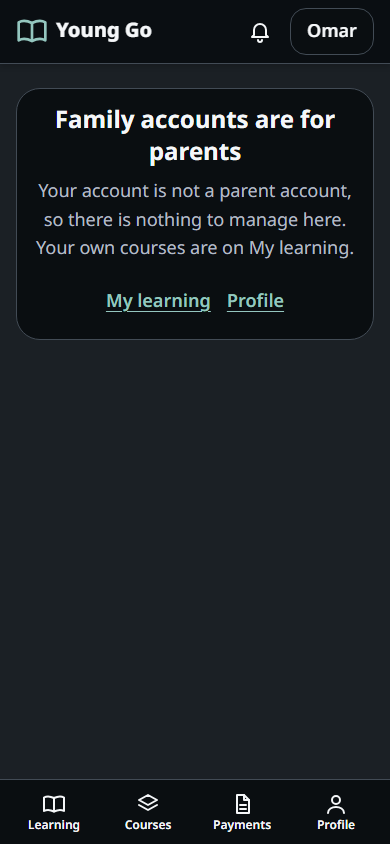 Young Go
Omar
Family accounts are for
parents
Your account is not a parent account,
so there is nothing to manage here.
Your own courses are on My learning.
My learning Profile
Learning Courses Payments Profile